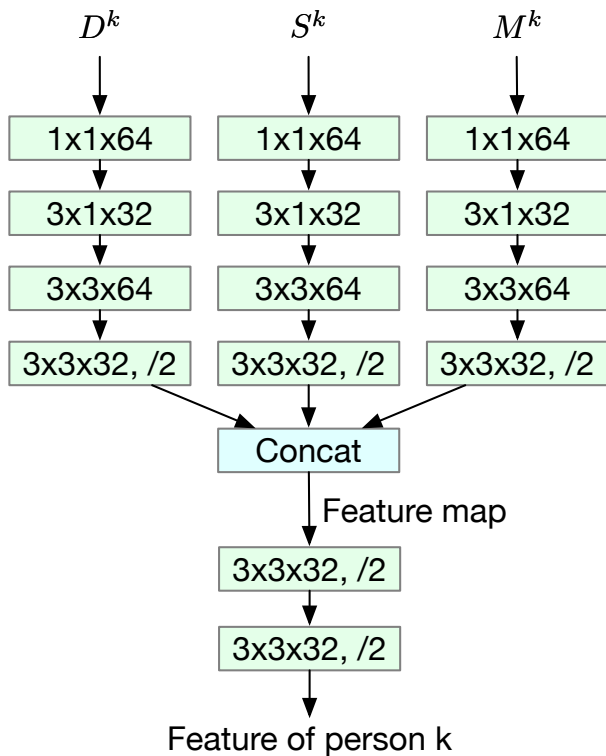 D^k S^k M^k
1x1x64 1x1x64 1x1x64
3x1x32 3x1x32 3x1x32
3x3x64 3x3x64 3x3x64
3x3x32, /2 3x3x32, /2 3x3x32, /2
Concat
Feature map
3x3x32, /2
3x3x32, /2
Feature of person k